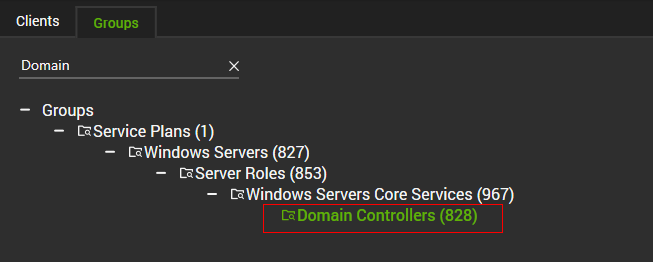 Clients Groups
Domain
Groups
Service Plans (1)
Windows Servers (827)
Server Roles (853)
Windows Servers Core Services (967)
Domain Controllers (828)